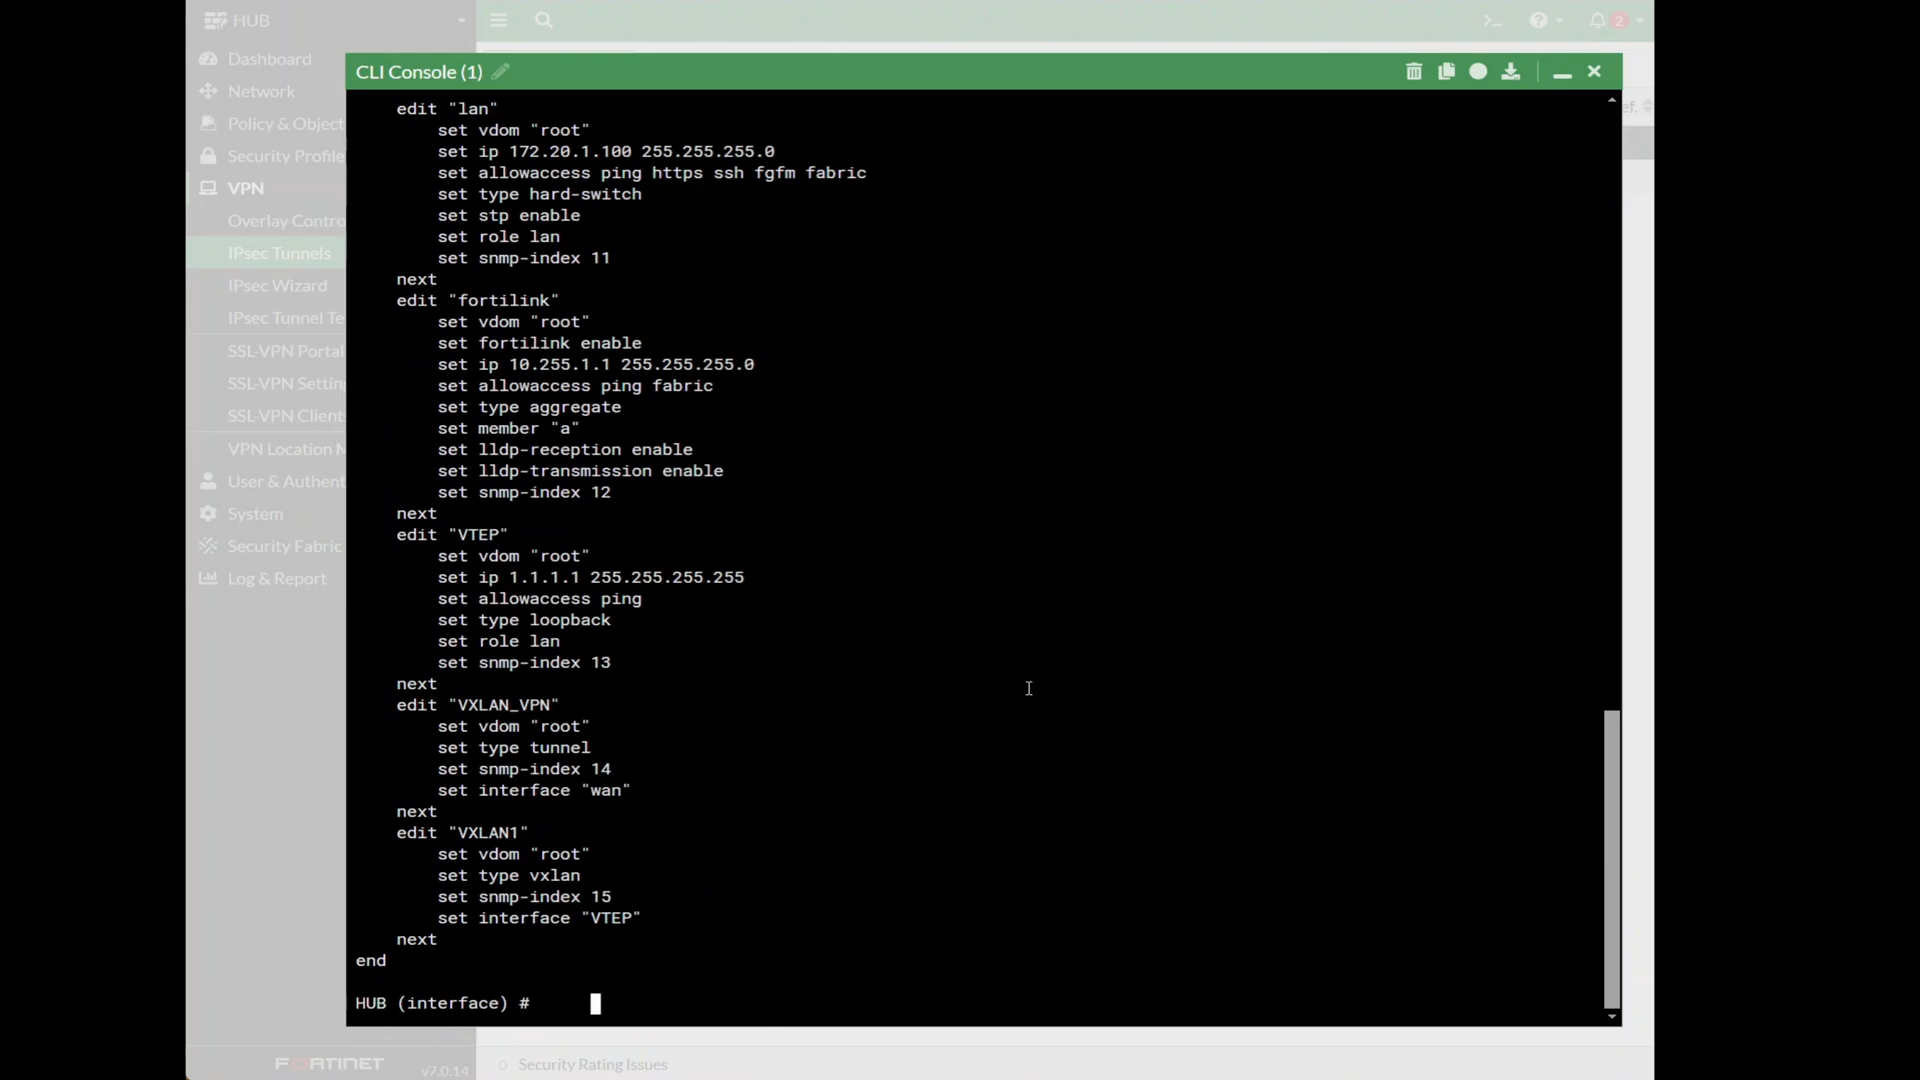 HUB
2
Dashboard
Network
Policy & Object
Security Profile
VPN
Overlay Contro
IPsec Tunnels
IPsec Wizard
IPsec Tunnel Te
SSL-VPN Portal
SSL-VPN Settin
SSL-VPN Client
VPN Location M
User & Authent
System
Security Fabric
Log & Report
FORTINET
v7.0.14
CLI Console (1)
ef.
edit "lan"
set vdom "root"
set ip 172.20.1.100 255.255.255.0
set allowaccess ping https ssh fgfm fabric
set type hard-switch
set stp enable
set role lan
set snmp-index 11
next
edit "fortilink"
set vdom "root"
set fortilink enable
set ip 10.255.1.1 255.255.255.0
set allowaccess ping fabric
set type aggregate
set member "a"
set lldp-reception enable
set lldp-transmission enable
set snmp-index 12
next
edit "VTEP"
set vdom "root"
set ip 1.1.1.1 255.255.255.255
set allowaccess ping
set type loopback
set role lan
set snmp-index 13
next
edit "VXLAN_VPN"
set vdom "root"
set type tunnel
set snmp-index 14
set interface "wan"
next
edit "VXLAN1"
set vdom "root"
set type vxlan
set snmp-index 15
set interface "VTEP"
next
end
HUB (interface) #
0 Security Rating Issues